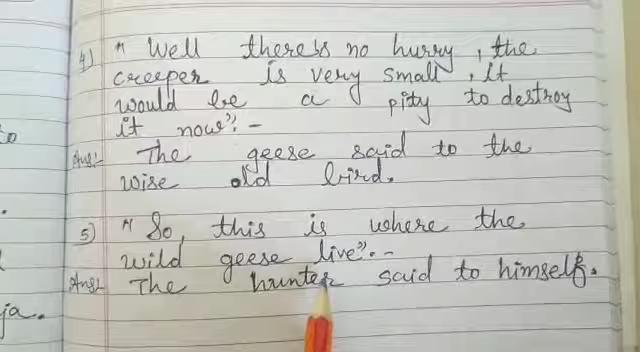 4) " Well there's no hurry, the
creeper is very small, it
would be a pity to destroy
it now". -
Ans: The geese said to the
wise old bird.
5) " So, this is where the
wild geese live". -
Ans: The hunter said to himself.
ja.